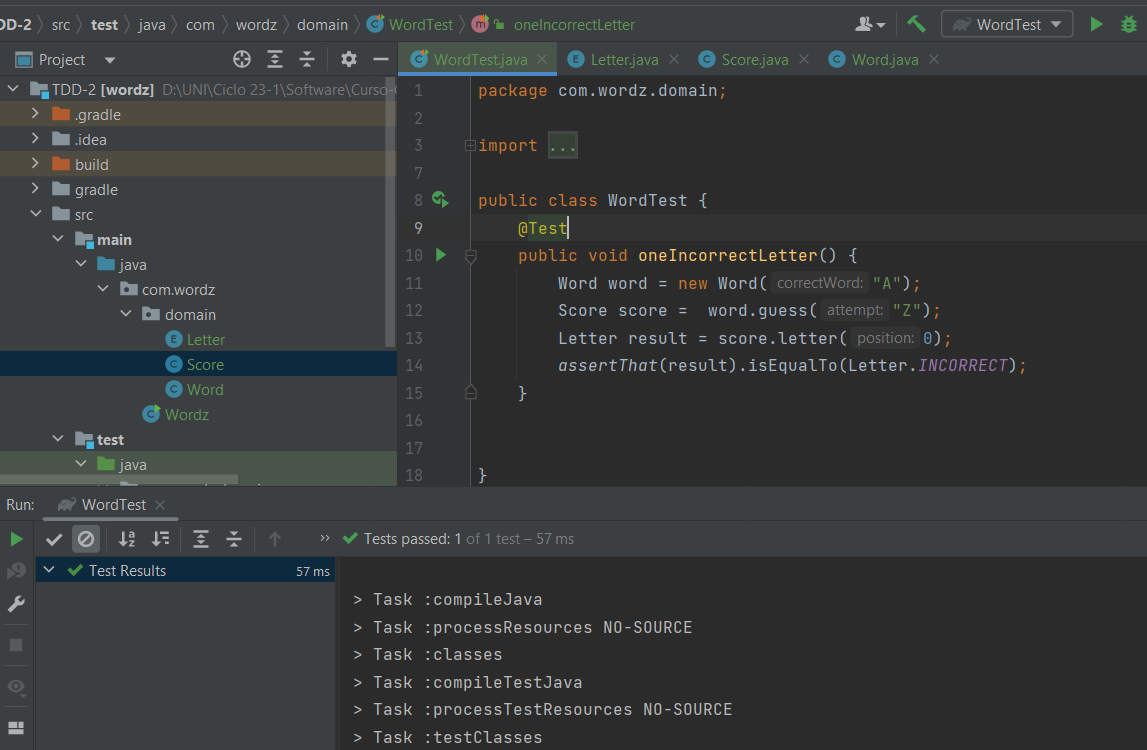 DD-2 src test java com wordz domain WordTest oneIncorrectLetter WordTest
Project
WordTest.java Letter.java Score.java Word.java
TDD-2 [wordz] D:\UNI\Ciclo 23-1\Software\Curso-
.gradle
.idea
build
gradle
src
main
java
com.wordz
domain
Letter
Score
Word
Wordz
test
java
1 package com.wordz.domain;
2
3 import ...
7
8 public class WordTest {
9 @Test
10 public void oneIncorrectLetter() {
11 Word word = new Word( correctWord: "A");
12 Score score =  word.guess( attempt: "Z");
13 Letter result = score.letter( position: 0);
14 assertThat(result).isEqualTo(Letter.INCORRECT);
15 }
16
17
18 }
Run: WordTest
Tests passed: 1 of 1 test – 57 ms
Test Results 57 ms
> Task :compileJava
> Task :processResources NO-SOURCE
> Task :classes
> Task :compileTestJava
> Task :processTestResources NO-SOURCE
> Task :testClasses